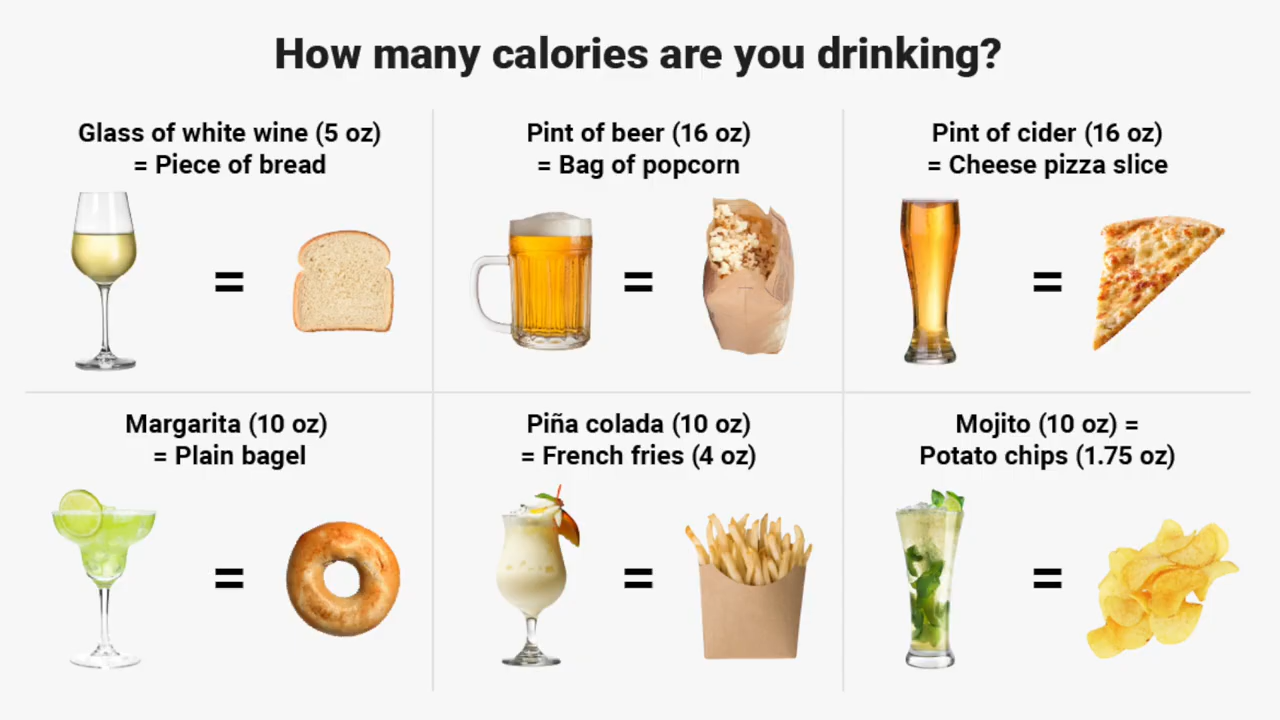 How many calories are you drinking?
Glass of white wine (5 oz)
= Piece of bread
Pint of beer (16 oz)
= Bag of popcorn
Pint of cider (16 oz)
= Cheese pizza slice
=
=
=
Margarita (10 oz)
= Plain bagel
Piña colada (10 oz)
= French fries (4 oz)
Mojito (10 oz) =
Potato chips (1.75 oz)
=
=
=